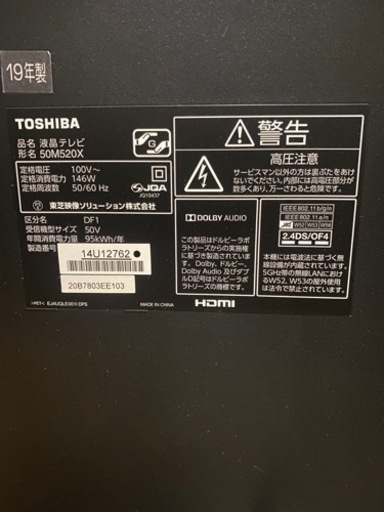 19年製
TOSHIBA
品名 液晶テレビ
形名 50M520X
定格電圧 100V~
定格消費電力 146W
定格周波数 50/60 Hz
G
JQA
JQ10437
東芝映像ソリューション株式会社
区分名 DF1
受信機型サイズ 50V
年間消費電力量 95kWh/年
製造番号
14U12762
20B7803EE103
MADE IN CHINA
警告
高圧注意
サービスマン以外の方は裏ぶたをあけ
ないでください。内部には高電圧部分が
数多くあり、万一さわると危険です。
DOLBY AUDIO
この製品はドルビーラボ
ラトリーズからの実施権
に基づき製造されています。
Dolby、ドルビー、
Dolby Audio 及びダブル
D記号はドルビーラボラ
トリーズの商標です。
HDMI
IEEE802.11b/g/n
IEEE802.11a/n
W52 W53 W56
2.4DS/OF4
本機には電波法に基づく無
線設備が内蔵されています。
5GHz帯の無線LANにおけ
るW52、W53の屋外使用
は法令で禁止されています。